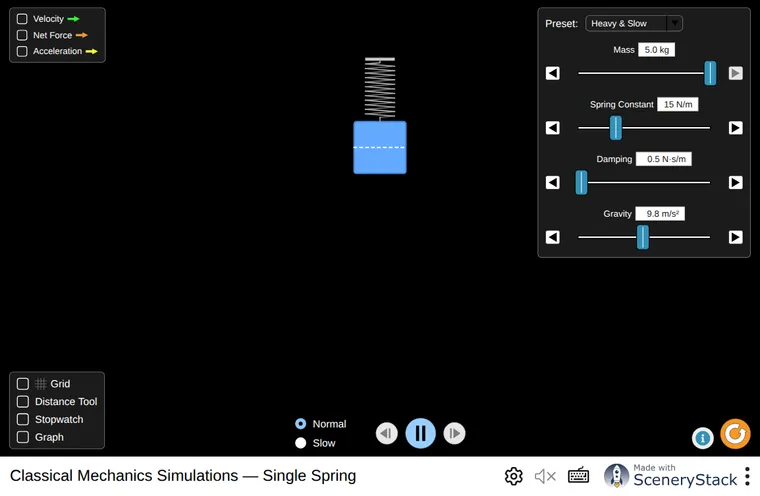 Velocity
Net Force
Acceleration
Preset: Heavy & Slow
Mass 5.0 kg
Spring Constant 15 N/m
Damping 0.5 N·s/m
Gravity 9.8 m/s²
Grid
Distance Tool
Stopwatch
Graph
Normal
Slow
Classical Mechanics Simulations — Single Spring
Made with
SceneryStack